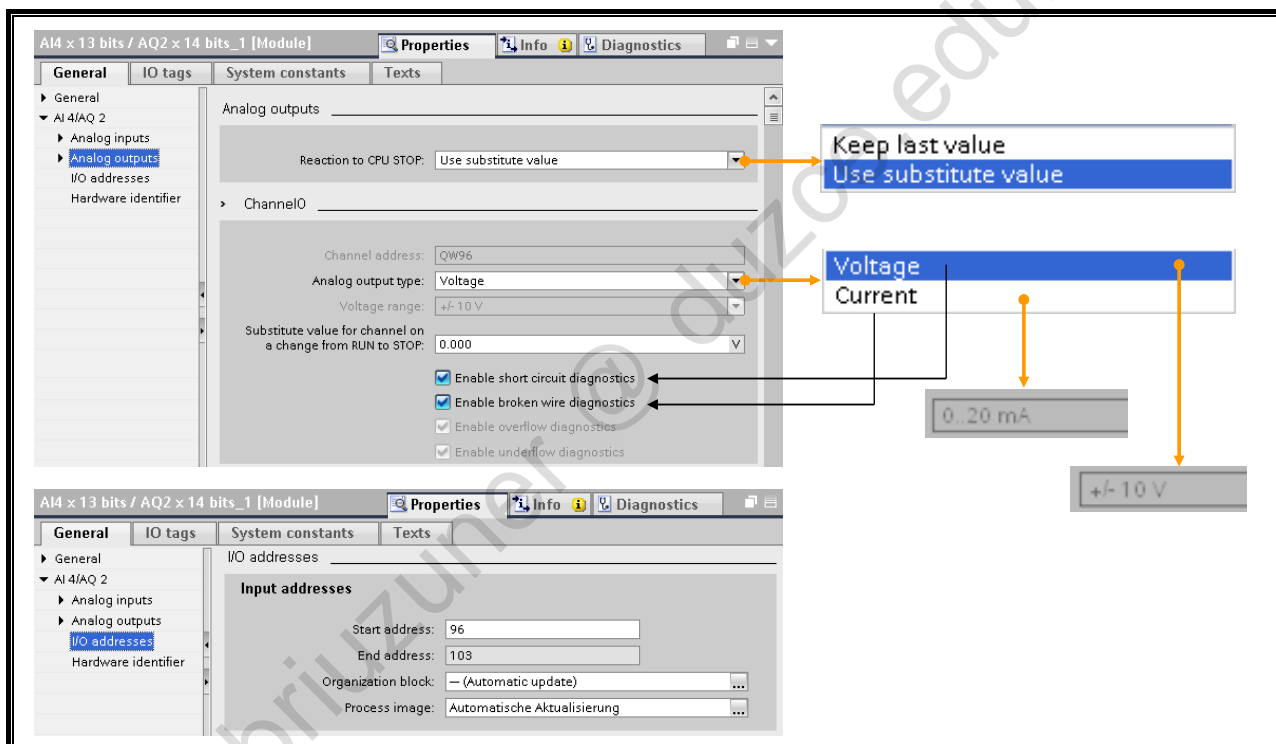 AI4 x 13 bits / AQ2 x 14 bits_1 [Module]
Properties
Info
Diagnostics
General
IO tags
System constants
Texts
General
AI 4/AQ 2
Analog inputs
Analog outputs
I/O addresses
Hardware identifier
Analog outputs
Reaction to CPU STOP: Use substitute value
Channel0
Channel address: QW96
Analog output type: Voltage
Voltage range: +/- 10 V
Substitute value for channel on
a change from RUN to STOP: 0.000 V
Enable short circuit diagnostics
Enable broken wire diagnostics
Enable overflow diagnostics
Enable underflow diagnostics
Keep last value
Use substitute value
Voltage
Current
0..20 mA
+/- 10 V
AI4 x 13 bits / AQ2 x 14 bits_1 [Module]
Properties
Info
Diagnostics
General
IO tags
System constants
Texts
General
AI 4/AQ 2
Analog inputs
Analog outputs
I/O addresses
Hardware identifier
I/O addresses
Input addresses
Start address: 96
End address: 103
Organization block: — (Automatic update)
Process image: Automatische Aktualisierung
briuzuner @ duzce.edu